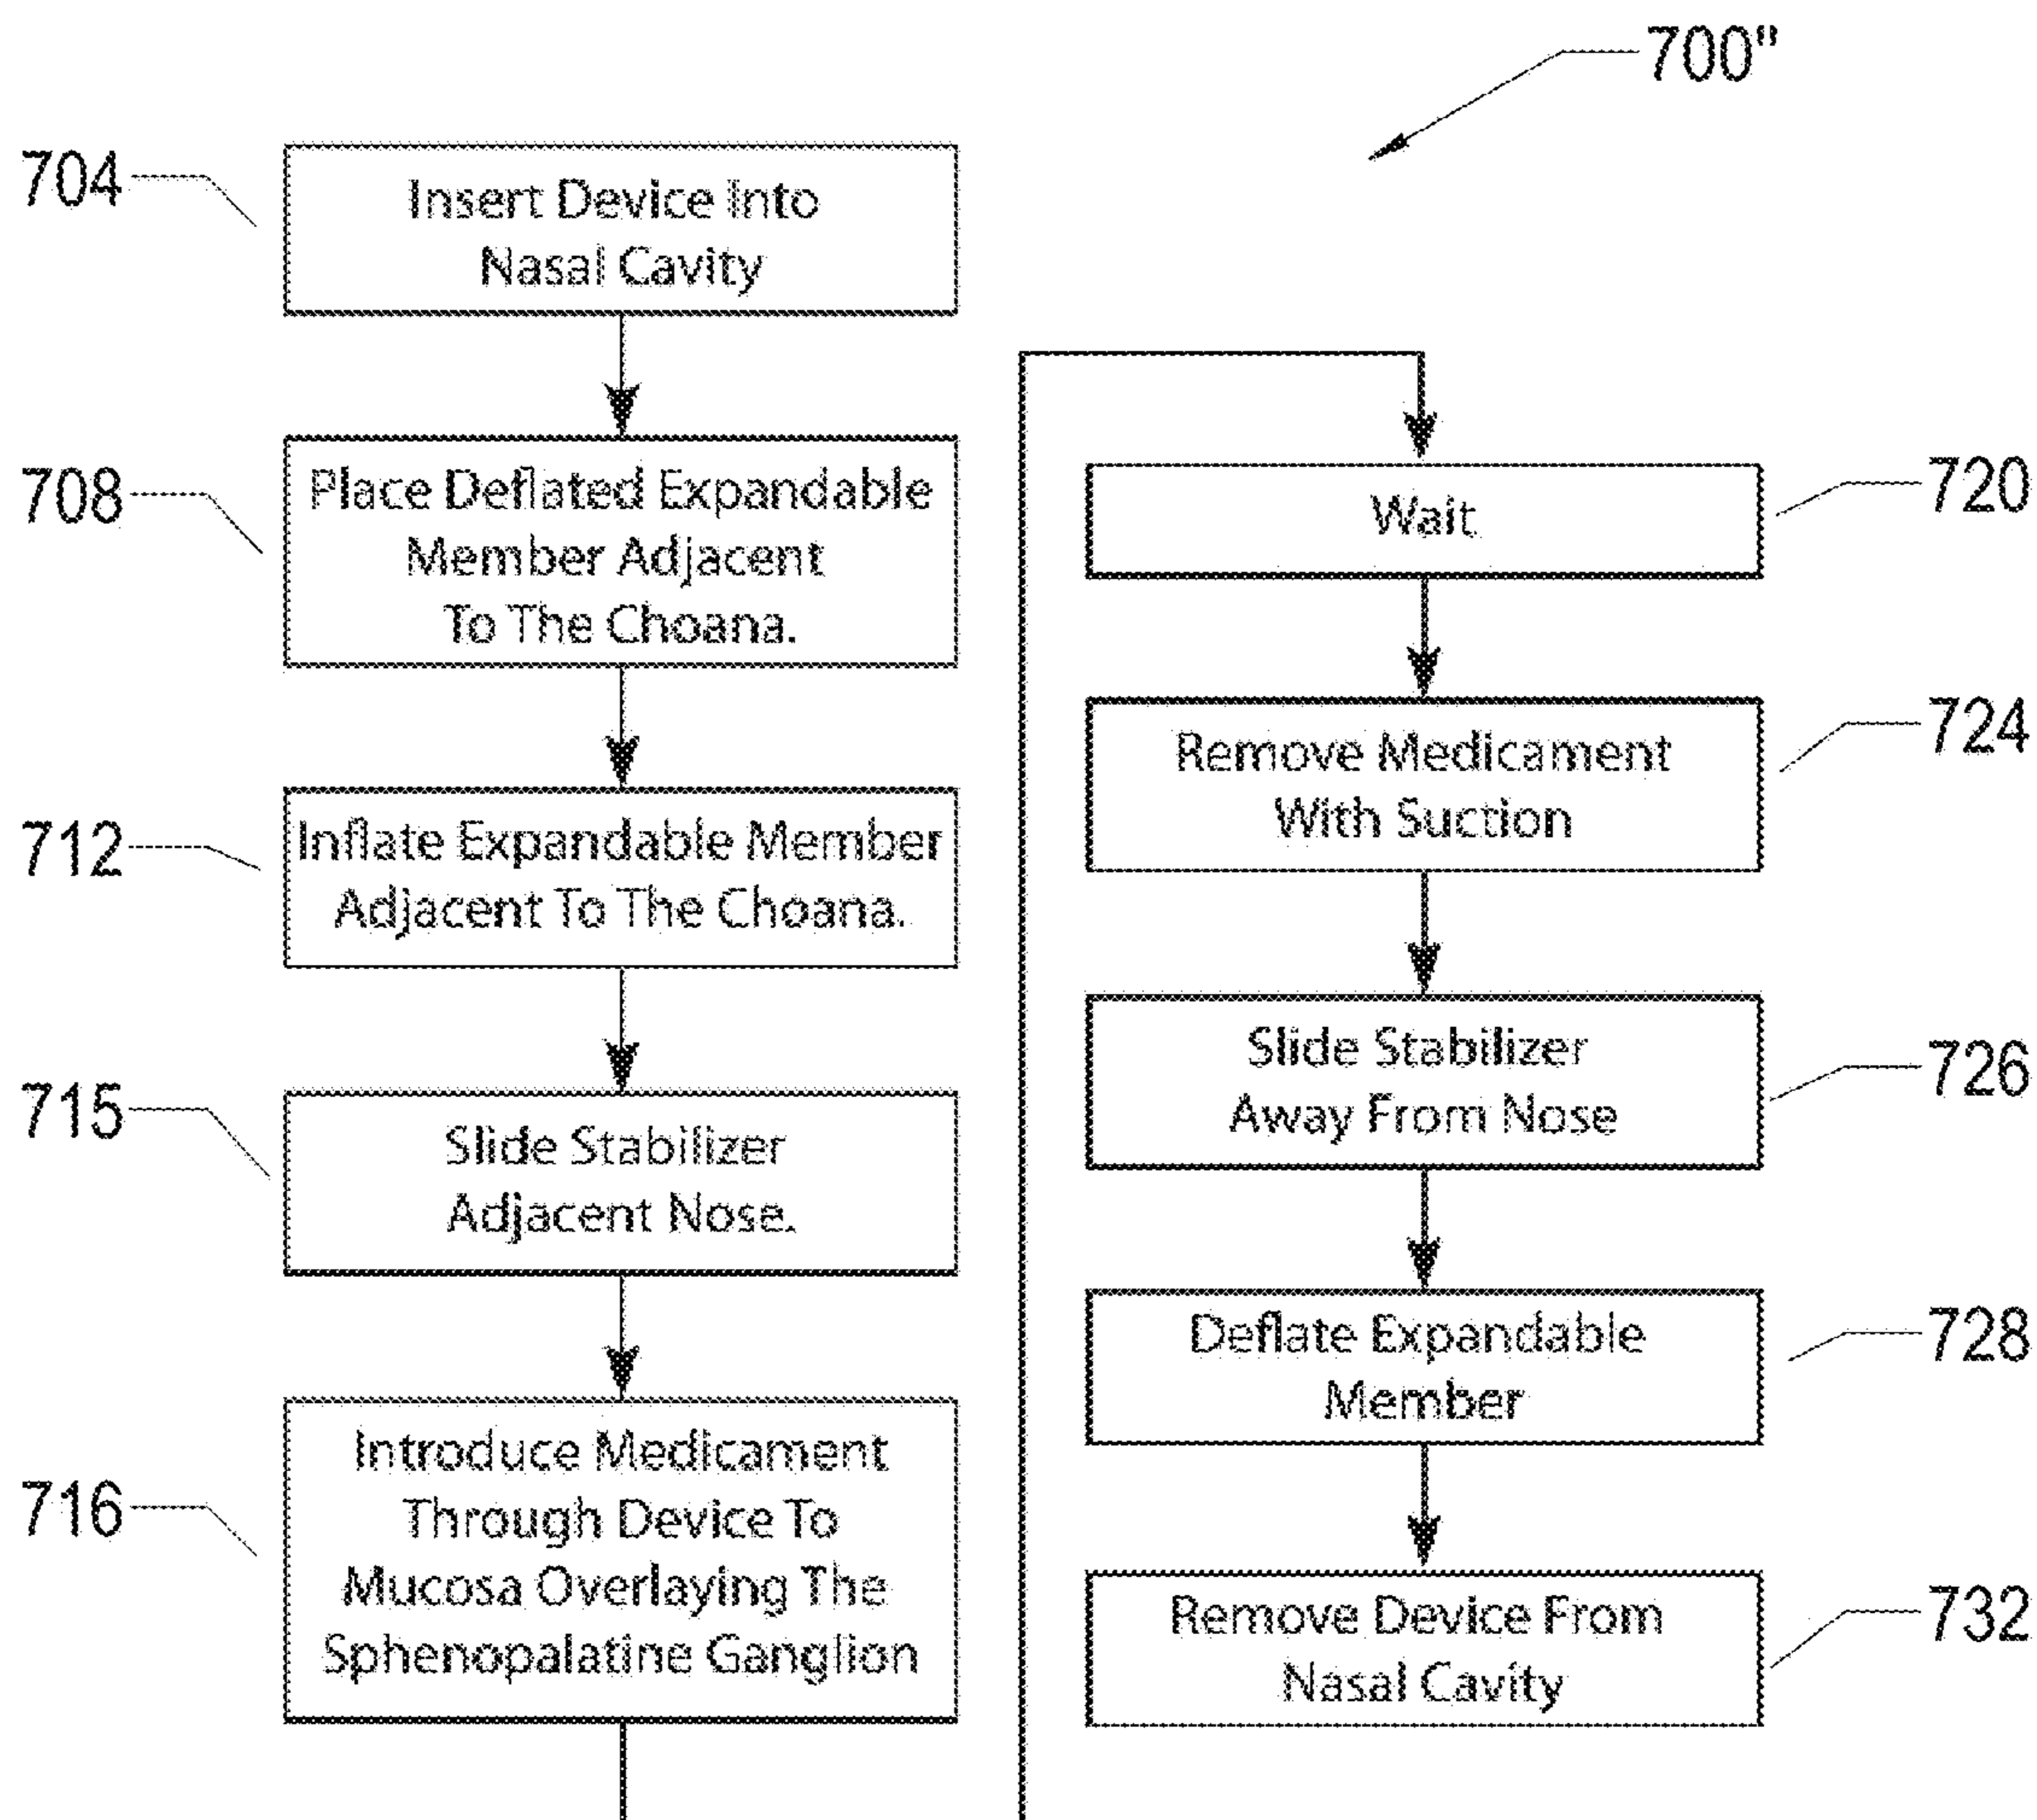 700"
704
Insert Device Into
Nasal Cavity
708
Place Deflated Expandable
Member Adjacent
To The Choana.
712
Inflate Expandable Member
Adjacent To The Choana.
715
Slide Stabilizer
Adjacent Nose.
716
Introduce Medicament
Through Device To
Mucosa Overlaying The
Sphenopalatine Ganglion
Wait
720
Remove Medicament
With Suction
724
Slide Stabilizer
Away From Nose
726
Deflate Expandable
Member
728
Remove Device From
Nasal Cavity
732